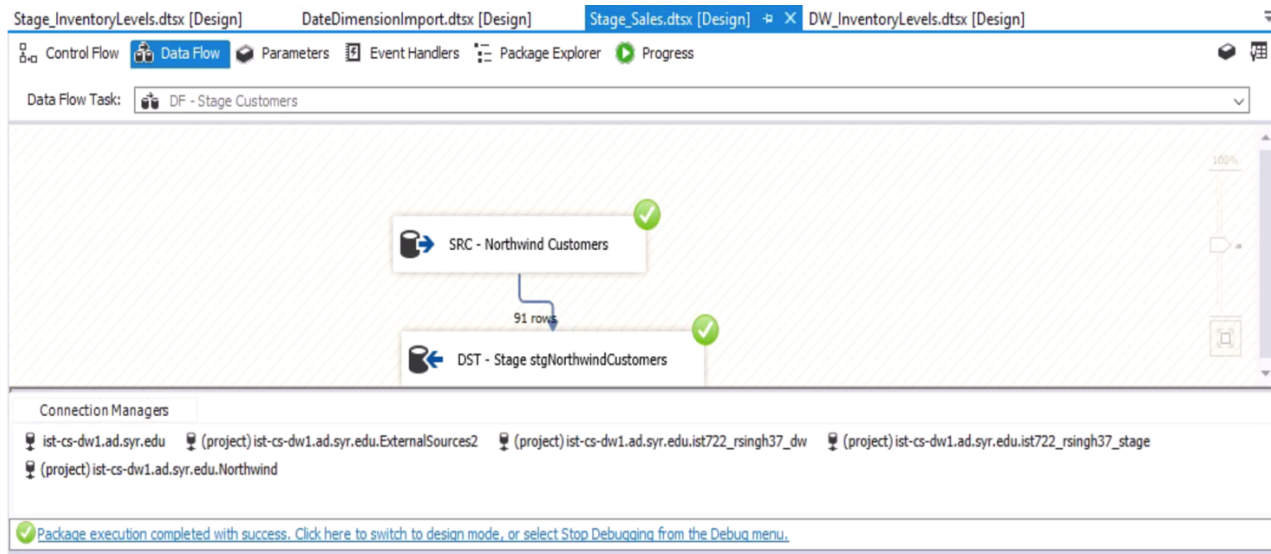 Stage_InventoryLevels.dtsx [Design] DateDimensionImport.dtsx [Design] Stage_Sales.dtsx [Design] DW_InventoryLevels.dtsx [Design]
Control Flow Data Flow Parameters Event Handlers Package Explorer Progress
Data Flow Task: DF - Stage Customers
100%
SRC - Northwind Customers
91 rows
DST - Stage stgNorthwindCustomers
Connection Managers
ist-cs-dw1.ad.syr.edu (project) ist-cs-dw1.ad.syr.edu.ExternalSources2 (project) ist-cs-dw1.ad.syr.edu.ist722_rsingh37_dw (project) ist-cs-dw1.ad.syr.edu.ist722_rsingh37_stage
(project) ist-cs-dw1.ad.syr.edu.Northwind
Package execution completed with success. Click here to switch to design mode, or select Stop Debugging from the Debug menu.